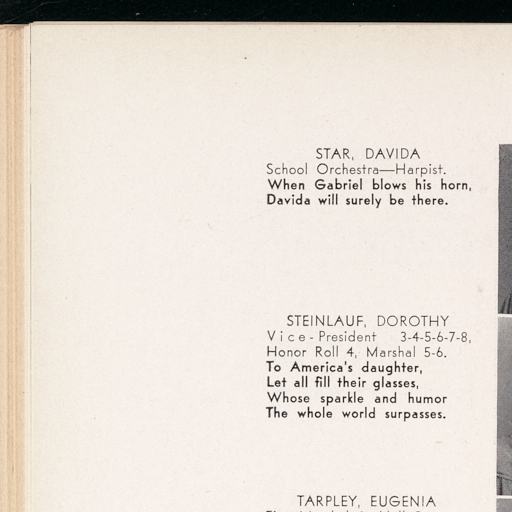 STAR, DAVIDA
School Orchestra—Harpist.
When Gabriel blows his horn,
Davida will surely be there.
STEINLAUF, DOROTHY
Vice-President 3-4-5-6-7-8,
Honor Roll 4, Marshal 5-6.
To America's daughter,
Let all fill their glasses,
Whose sparkle and humor
The whole world surpasses.
TARPLEY, EUGENIA